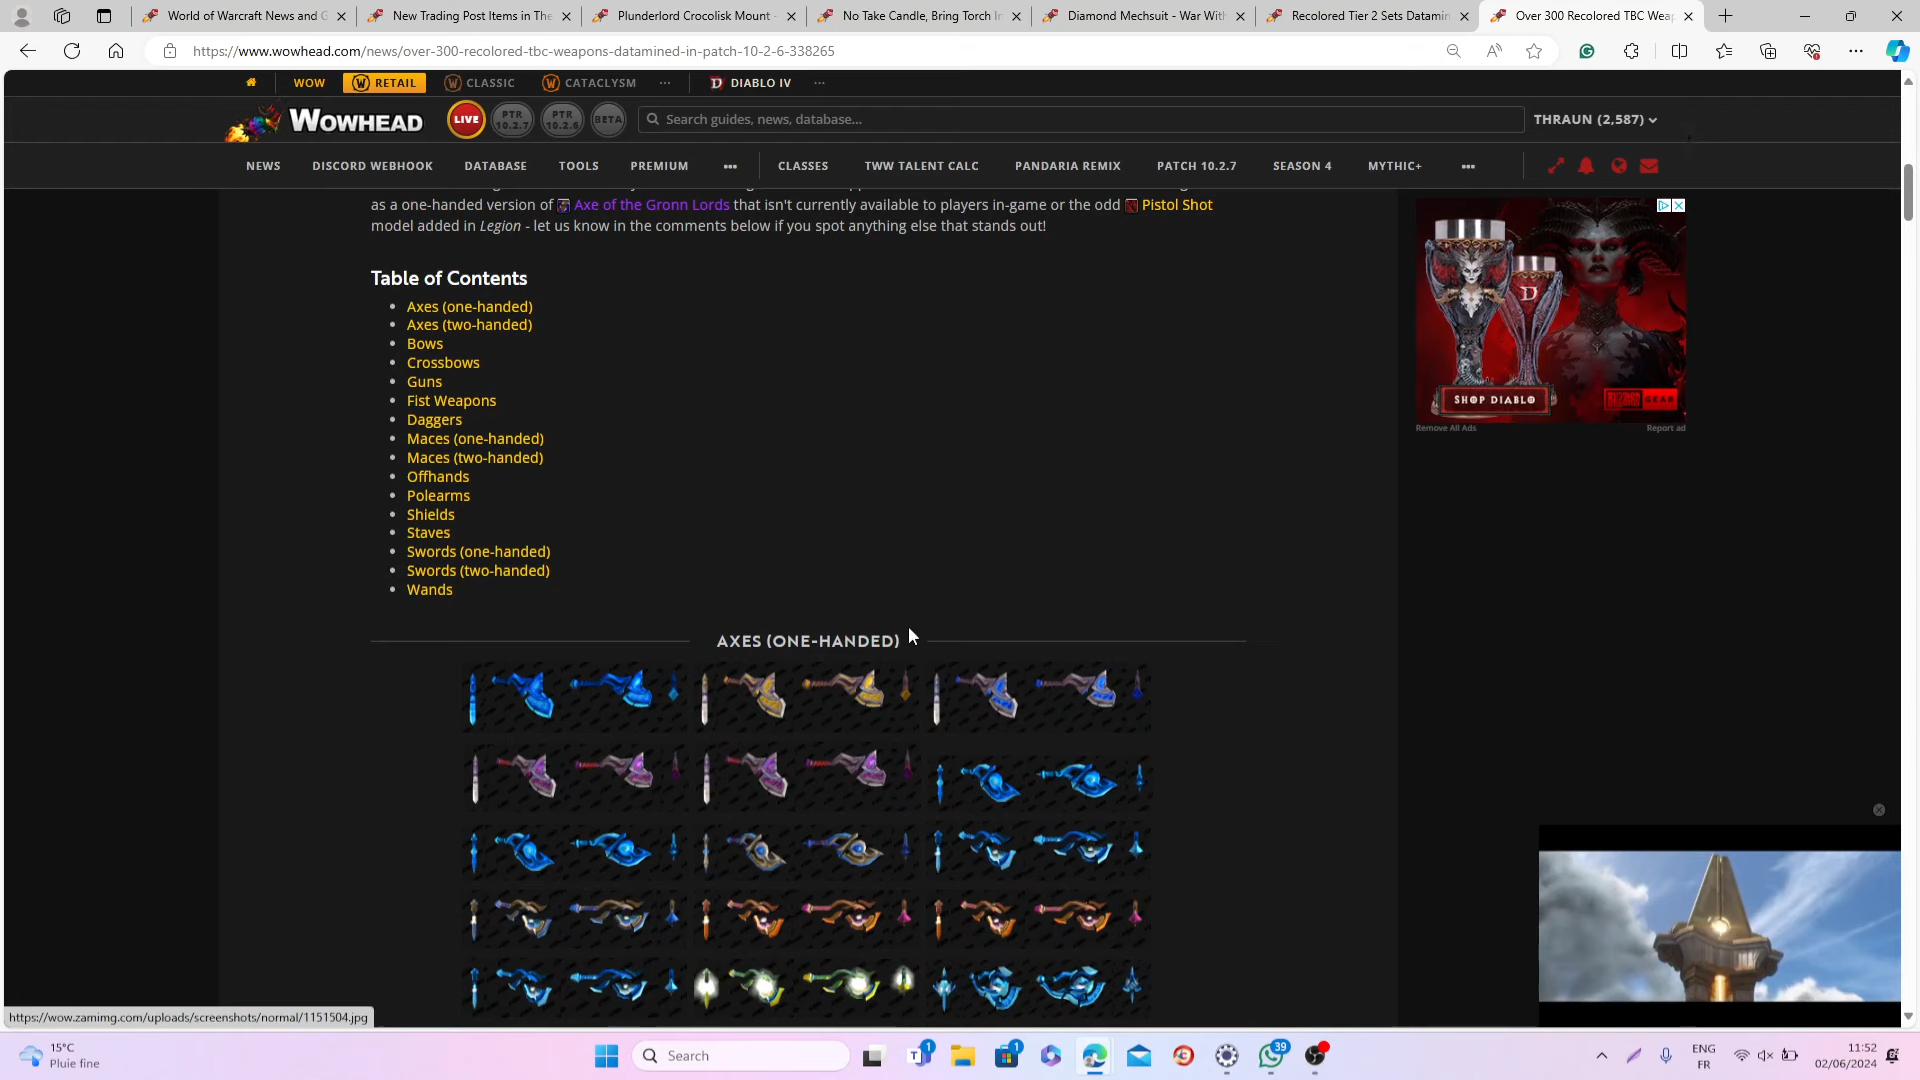 World of Warcraft News and G
New Trading Post Items in The
Plunderlord Crocolisk Mount -
No Take Candle, Bring Torch I
Diamond Mechsuit - War With
Recolored Tier 2 Sets Datamin
Over 300 Recolored TBC Weap
https://www.wowhead.com/news/over-300-recolored-tbc-weapons-datamined-in-patch-10-2-6-338265
WOW
RETAIL
CLASSIC
CATACLYSM
DIABLO IV
WOWHEAD
LIVE
PTR 10.2.7
PTR 10.2.6
BETA
Search guides, news, database...
THRAUN (2,587)
NEWS
DISCORD WEBHOOK
DATABASE
TOOLS
PREMIUM
CLASSES
TWW TALENT CALC
PANDARIA REMIX
PATCH 10.2.7
SEASON 4
MYTHIC+
as a one-handed version of Axe of the Gronn Lords that isn't currently available to players in-game or the odd Pistol Shot
model added in Legion - let us know in the comments below if you spot anything else that stands out!
Table of Contents
Axes (one-handed)
Axes (two-handed)
Bows
Crossbows
Guns
Fist Weapons
Daggers
Maces (one-handed)
Maces (two-handed)
Offhands
Polearms
Shields
Staves
Swords (one-handed)
Swords (two-handed)
Wands
D
SHOP DIABLO
BLIZZARD GEAR
Remove All Ads
Report ad
AXES (ONE-HANDED)
https://wow.zamimg.com/uploads/screenshots/normal/1151504.jpg
15°C
Pluie fine
Search
1
1
39
ENG
FR
11:52
02/06/2024